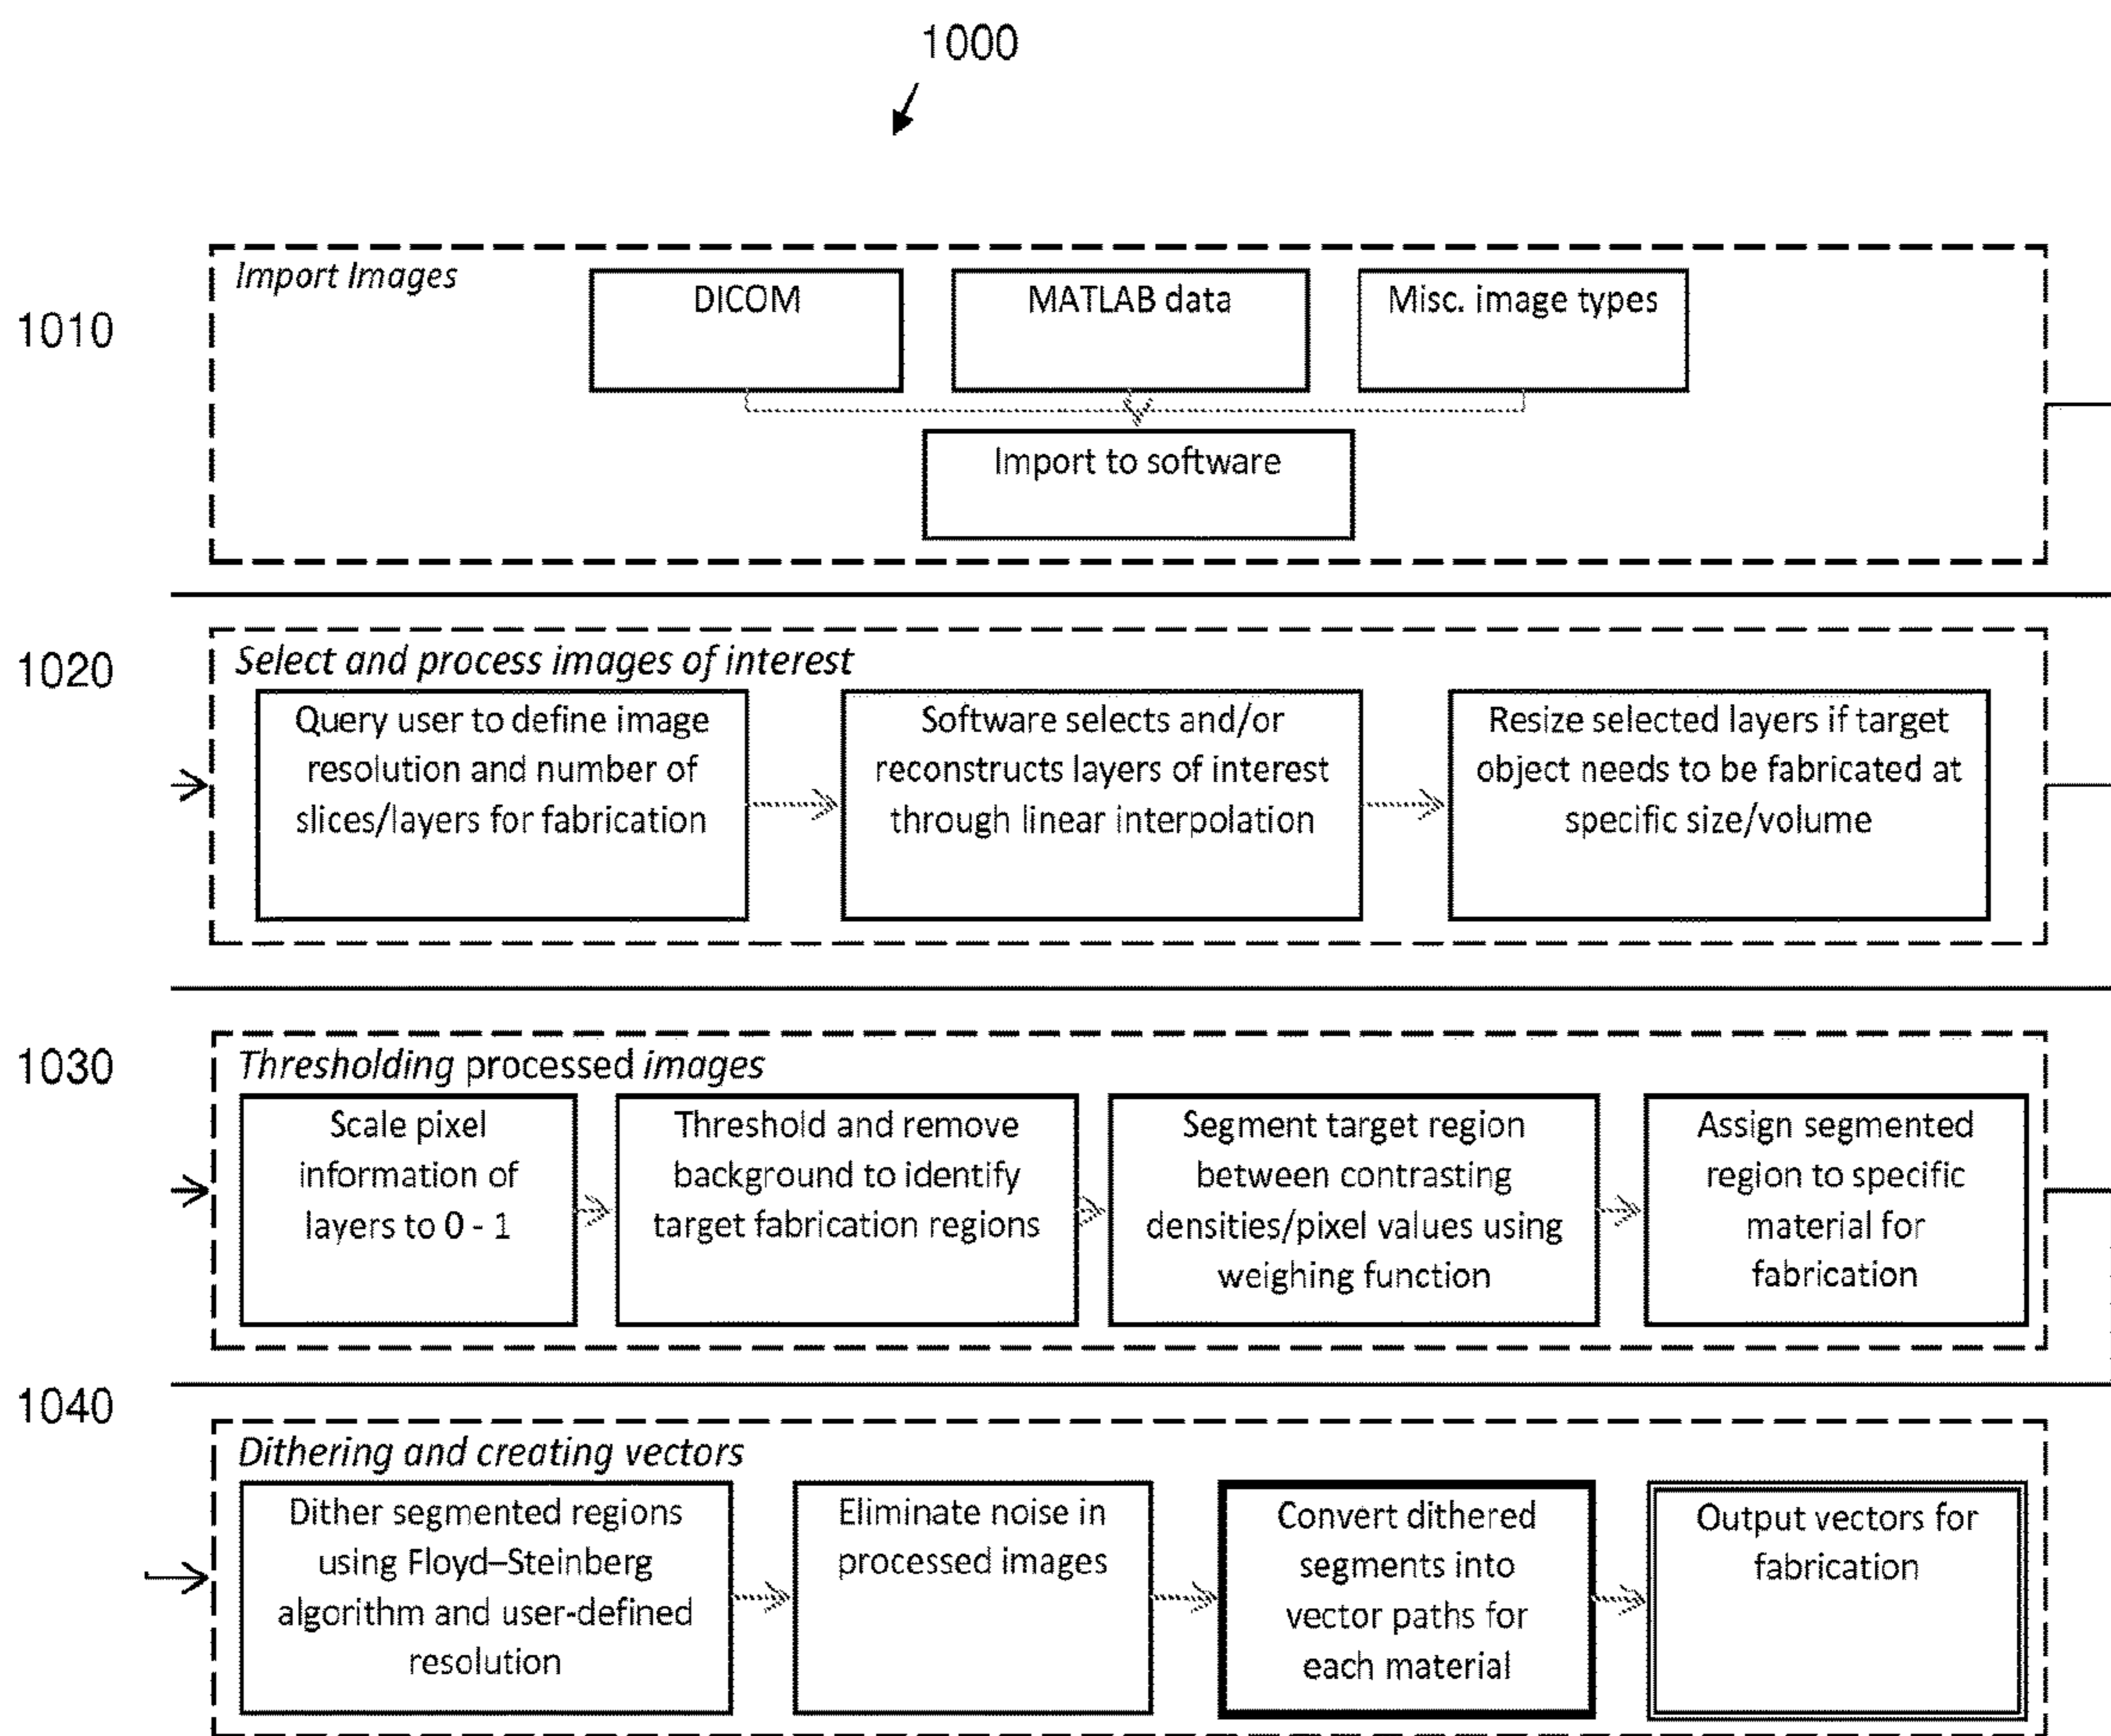 1000
1010
Import Images
DICOM
MATLAB data
Misc. image types
Import to software
1020
Select and process images of interest
Query user to define image
resolution and number of
slices/layers for fabrication
Software selects and/or
reconstructs layers of interest
through linear interpolation
Resize selected layers if target
object needs to be fabricated at
specific size/volume
1030
Thresholding processed images
Scale pixel
information of
layers to 0 - 1
Threshold and remove
background to identify
target fabrication regions
Segment target region
between contrasting
densities/pixel values using
weighing function
Assign segmented
region to specific
material for
fabrication
1040
Dithering and creating vectors
Dither segmented regions
using Floyd–Steinberg
algorithm and user-defined
resolution
Eliminate noise in
processed images
Convert dithered
segments into
vector paths for
each material
Output vectors for
fabrication